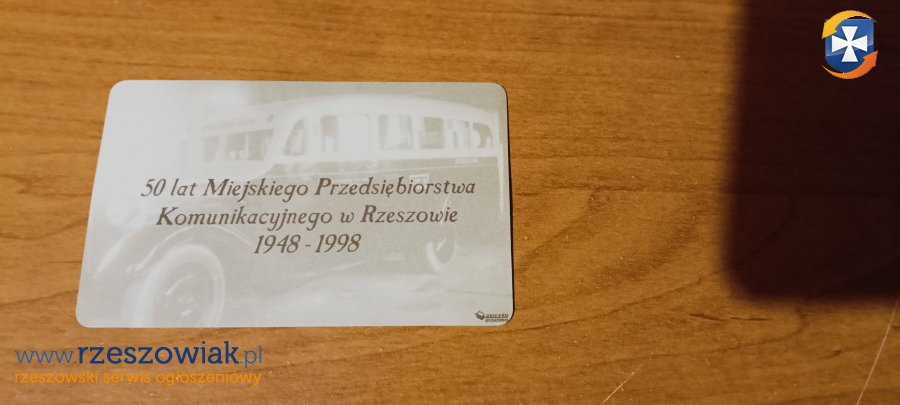 50 lat Miejskiego Przedsiębiorstwa
Komunikacyjnego w Rzeszowie
1948 - 1998
www.rzeszowiak.pl
rzeszowski serwis ogłoszeniowy